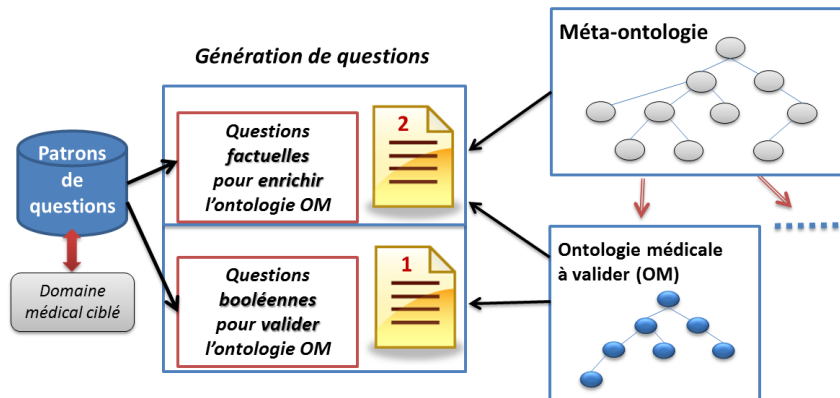 Génération de questions
Patrons
de
questions
Domaine
médical ciblé
Questions
factuelles
pour enrichir
l'ontologie OM
2
Questions
booléennes
pour valider
l'ontologie OM
1
Méta-ontologie
Ontologie médicale
à valider (OM)